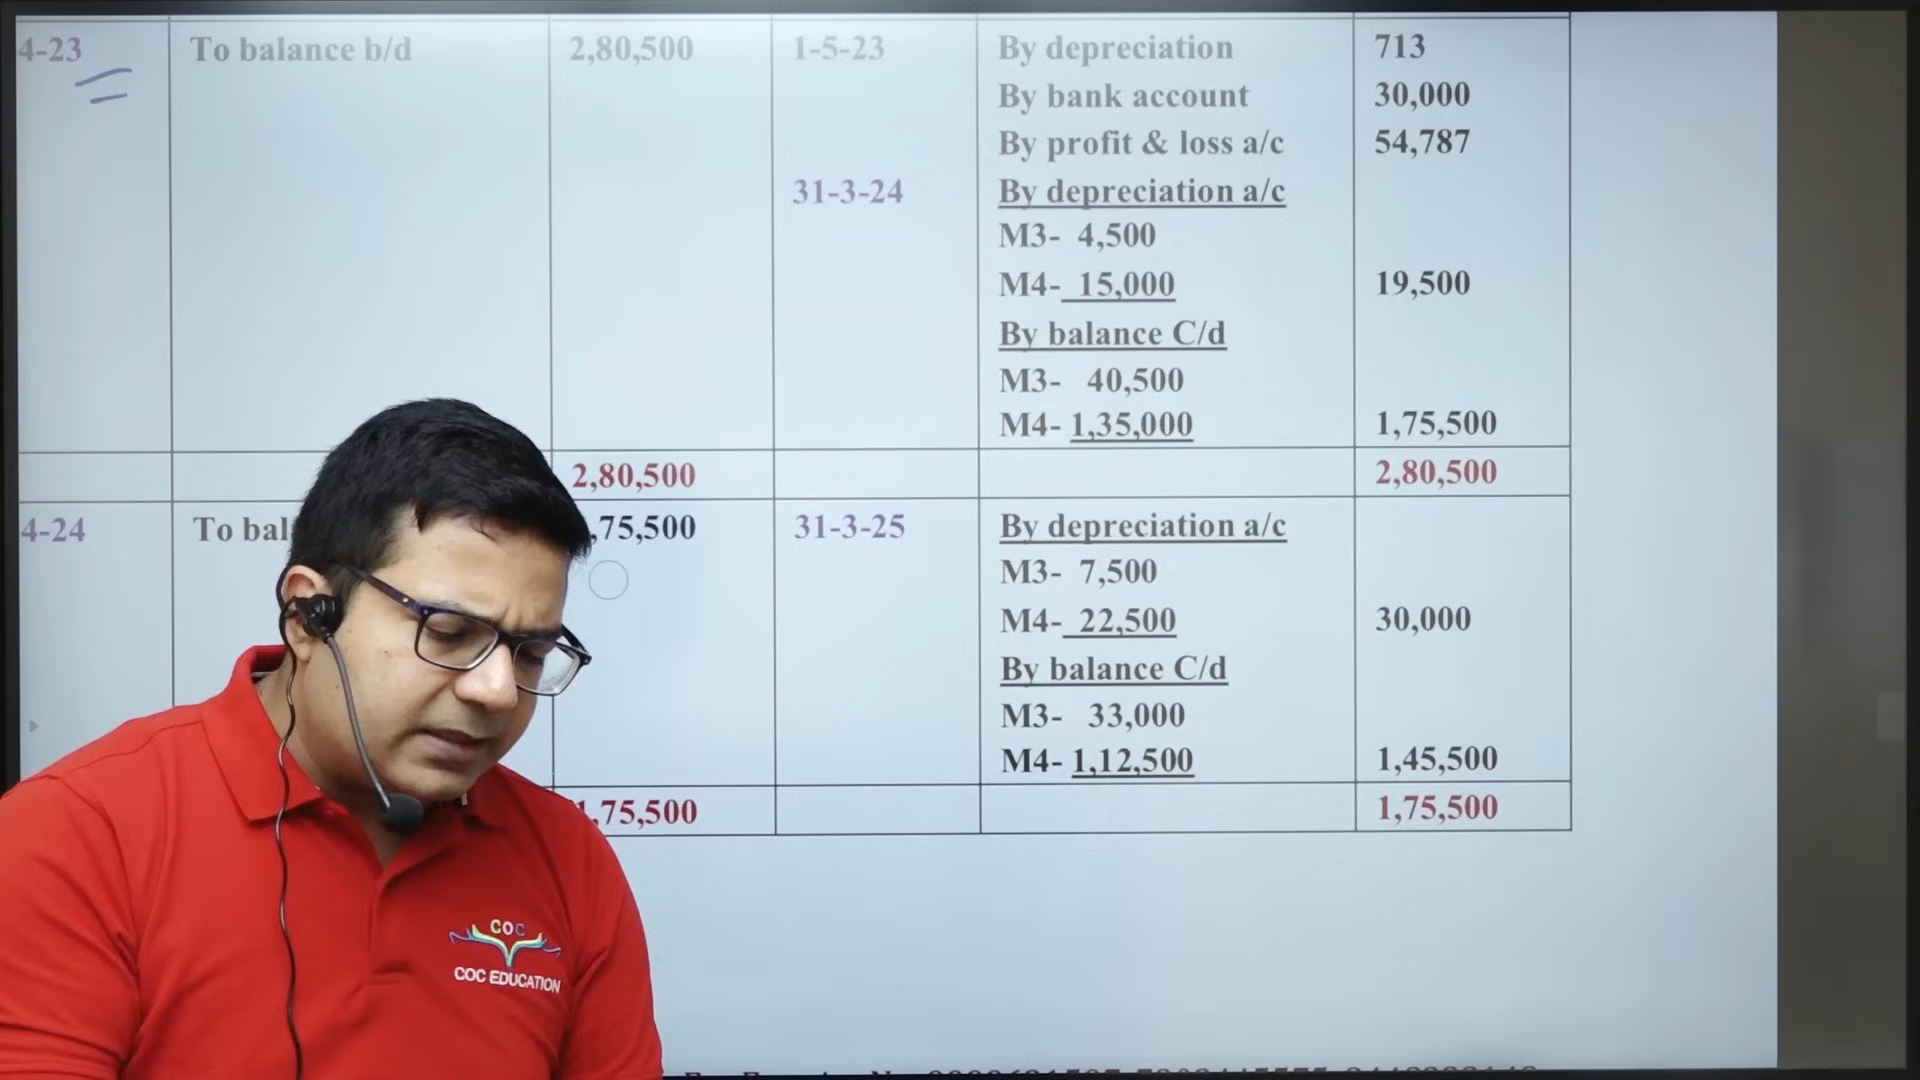 4-23 To balance b/d 2,80,500 1-5-23 By depreciation 713
By bank account 30,000
By profit & loss a/c 54,787
31-3-24 By depreciation a/c
M3- 4,500
M4- 15,000 19,500
By balance C/d
M3- 40,500
M4- 1,35,000 1,75,500
2,80,500 2,80,500
4-24 To bal ,75,500 31-3-25 By depreciation a/c
M3- 7,500
M4- 22,500 30,000
By balance C/d
M3- 33,000
M4- 1,12,500 1,45,500
1,75,500 1,75,500
COC
COC EDUCATION